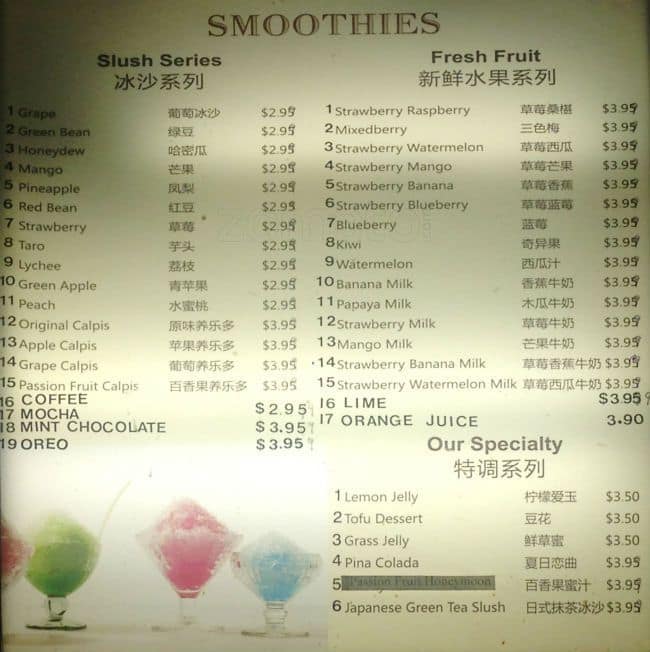 SMOOTHIES
Slush Series
冰沙系列
1 Grape 葡萄冰沙 $2.95
2 Green Bean 绿豆 $2.95
3 Honeydew 哈密瓜 $2.95
4 Mango 芒果 $2.95
5 Pineapple 凤梨 $2.95
6 Red Bean 红豆 $2.95
7 Strawberry 草莓 $2.95
8 Taro 芋头 $2.95
9 Lychee 荔枝 $2.95
10 Green Apple 青苹果 $2.95
11 Peach 水蜜桃 $2.95
12 Original Calpis 原味养乐多 $3.95
13 Apple Calpis 苹果养乐多 $3.95
14 Grape Calpis 葡萄养乐多 $3.95
15 Passion Fruit Calpis 百香果养乐多 $3.95
16 COFFEE
17 MOCHA $2.95
18 MINT CHOCOLATE $3.95
19 OREO $3.95
Fresh Fruit
新鲜水果系列
1 Strawberry Raspberry 草莓桑椹 $3.95
2 Mixedberry 三色梅 $3.95
3 Strawberry Watermelon 草莓西瓜 $3.95
4 Strawberry Mango 草莓芒果 $3.95
5 Strawberry Banana 草莓香蕉 $3.95
6 Strawberry Blueberry 草莓蓝莓 $3.95
7 Blueberry 蓝莓 $3.95
8 Kiwi 奇异果 $3.95
9 Watermelon 西瓜汁 $3.95
10 Banana Milk 香蕉牛奶 $3.95
11 Papaya Milk 木瓜牛奶 $3.95
12 Strawberry Milk 草莓牛奶 $3.95
13 Mango Milk 芒果牛奶 $3.95
14 Strawberry Banana Milk 草莓香蕉牛奶 $3.95
15 Strawberry Watermelon Milk 草莓西瓜牛奶 $3.95
16 LIME $3.95
17 ORANGE JUICE 3.90
Our Specialty
特调系列
1 Lemon Jelly 柠檬爱玉 $3.50
2 Tofu Dessert 豆花 $3.50
3 Grass Jelly 鲜草蜜 $3.50
4 Pina Colada 夏日恋曲 $3.95
5 Passion Fruit Honeymoon 百香果蜜汁 $3.95
6 Japanese Green Tea Slush 日式抹茶冰沙 $3.95